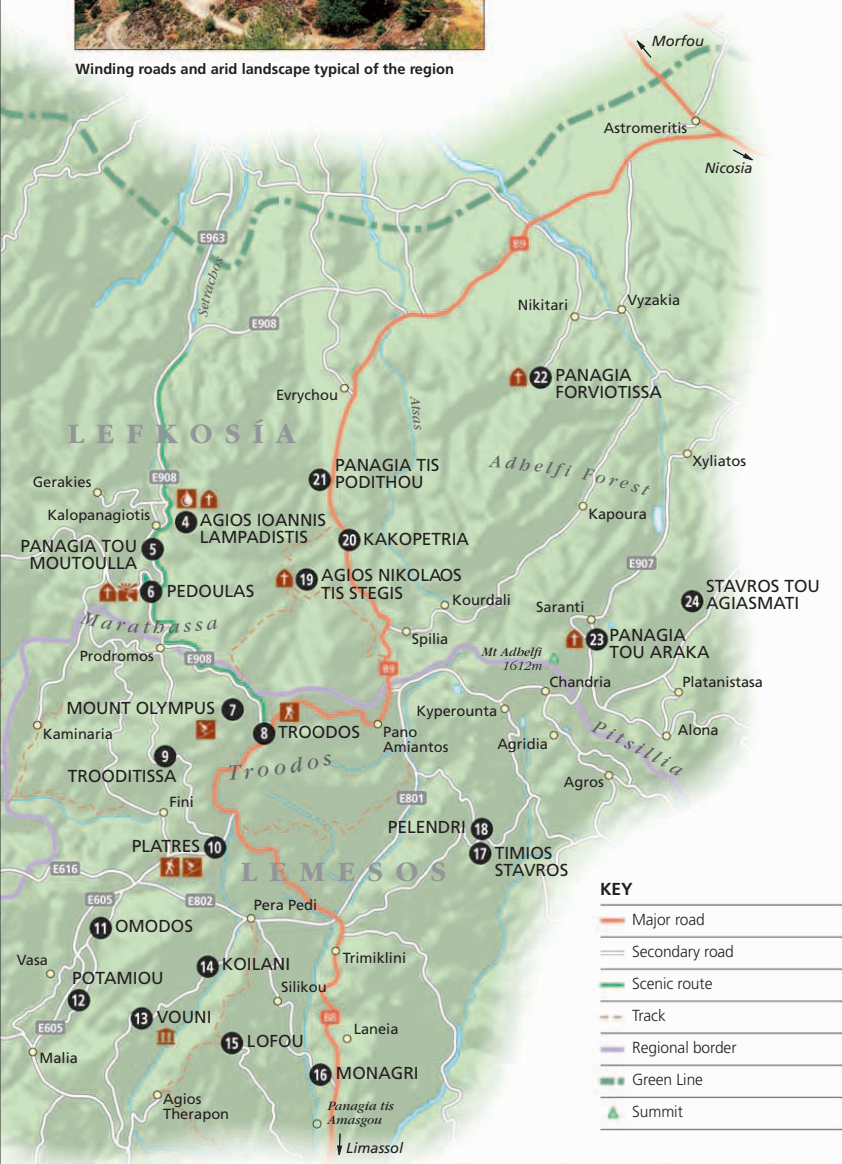 Winding roads and arid landscape typical of the region
Morfou
Astromeritis
Nicosia
E963
B9
Setrachos
Nikitari
Vyzakia
E908
22 PANAGIA
FORVIOTISSA
Evrychou
Atsas
LEFKOSÍA
Adhelfi Forest
Xyliatos
21 PANAGIA TIS
PODITHOU
Gerakies
E908
Kalopanagiotis
4 AGIOS IOANNIS
LAMPADISTIS
Kapoura
PANAGIA TOU
MOUTOULLA 5
20 KAKOPETRIA
E907
6 PEDOULAS
19 AGIOS NIKOLAOS
TIS STEGIS
Kourdali
Saranti
24 STAVROS TOU
AGIASMATI
Marathassa
Spilia
23 PANAGIA
TOU ARAKA
Prodromos
E908
B9
Mt Adhelfi
1612m
Chandria
Platanistasa
MOUNT OLYMPUS 7
Kyperounta
8 TROODOS
Pano
Amiantos
Kaminaria
Agridia
Alona
Pitsillia
9
TROODITISSA
Troodos
Agros
Fini
E801
PLATRES 10
PELENDRI 18
17 TIMIOS
STAVROS
LEMESOS
E616
E605
E802
Pera Pedi
11 OMODOS
Vasa
14 KOILANI
Trimiklini
POTAMIOU
12
Silikou
13 VOUNI
B8
E605
15 LOFOU
Laneia
Malia
16 MONAGRI
Agios
Therapon
Panagia tis
Amasgou
Limassol
KEY
Major road
Secondary road
Scenic route
Track
Regional border
Green Line
Summit